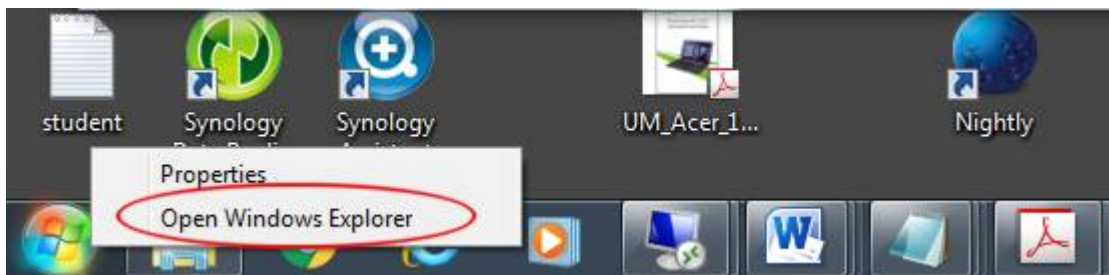 student
Synology
Synology
UM_Acer_1...
Nightly
Properties
Open Windows Explorer